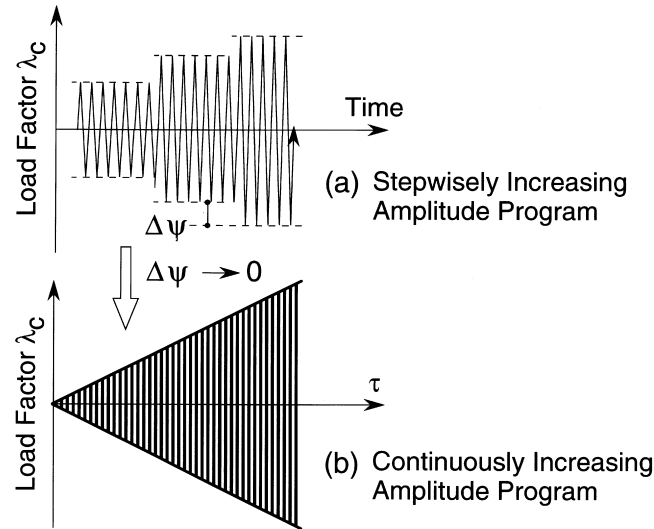 Load Factor λc
Time
(a) Stepwisely Increasing
Amplitude Program
Δψ
Δψ → 0
Load Factor λc
τ
(b) Continuously Increasing
Amplitude Program